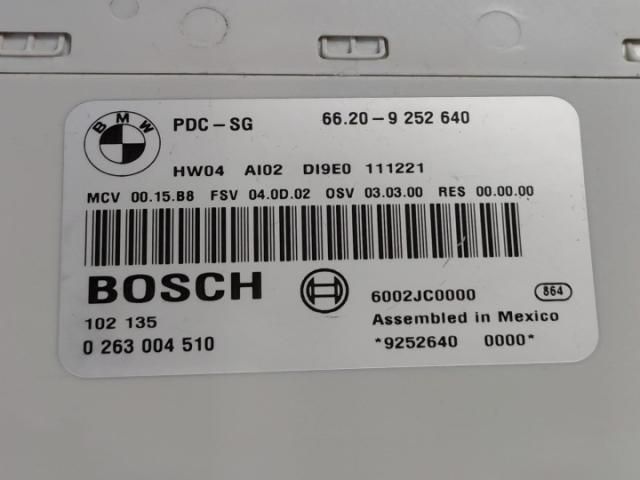 BMW
PDC-SG 66.20-9 252 640
HW04 AI02 DI9E0 111221
MCV 00.15.B8 FSV 04.0D.02 OSV 03.03.00 RES 00.00.00
BOSCH
6002JC0000 864
102 135 Assembled in Mexico
0 263 004 510 *9252640 0000*